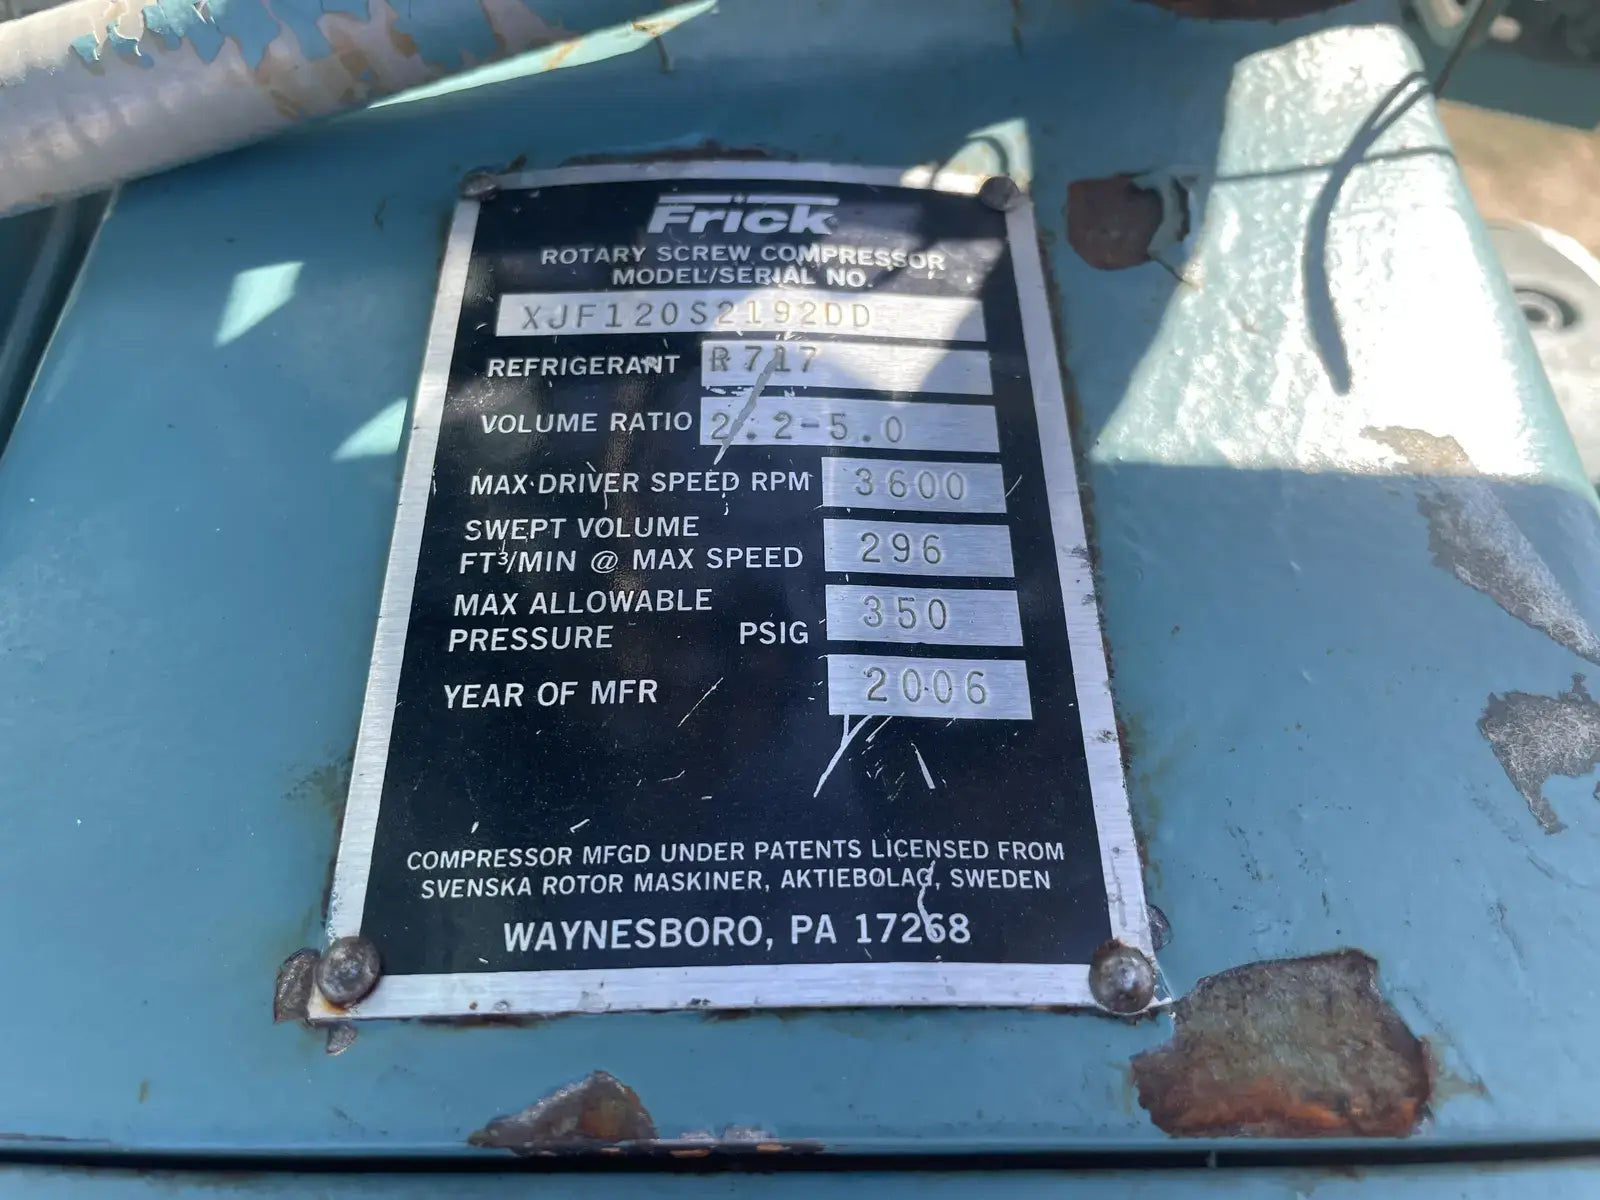 Frick
ROTARY SCREW COMPRESSOR
MODEL/SERIAL NO.
XJF120S2192DD
REFRIGERANT R717
VOLUME RATIO 2.2-5.0
MAX DRIVER SPEED RPM 3600
SWEPT VOLUME
FT³/MIN @ MAX SPEED 296
MAX ALLOWABLE
PRESSURE PSIG 350
YEAR OF MFR 2006
COMPRESSOR MFGD UNDER PATENTS LICENSED FROM
SVENSKA ROTOR MASKINER, AKTIEBOLAG, SWEDEN
WAYNESBORO, PA 17268